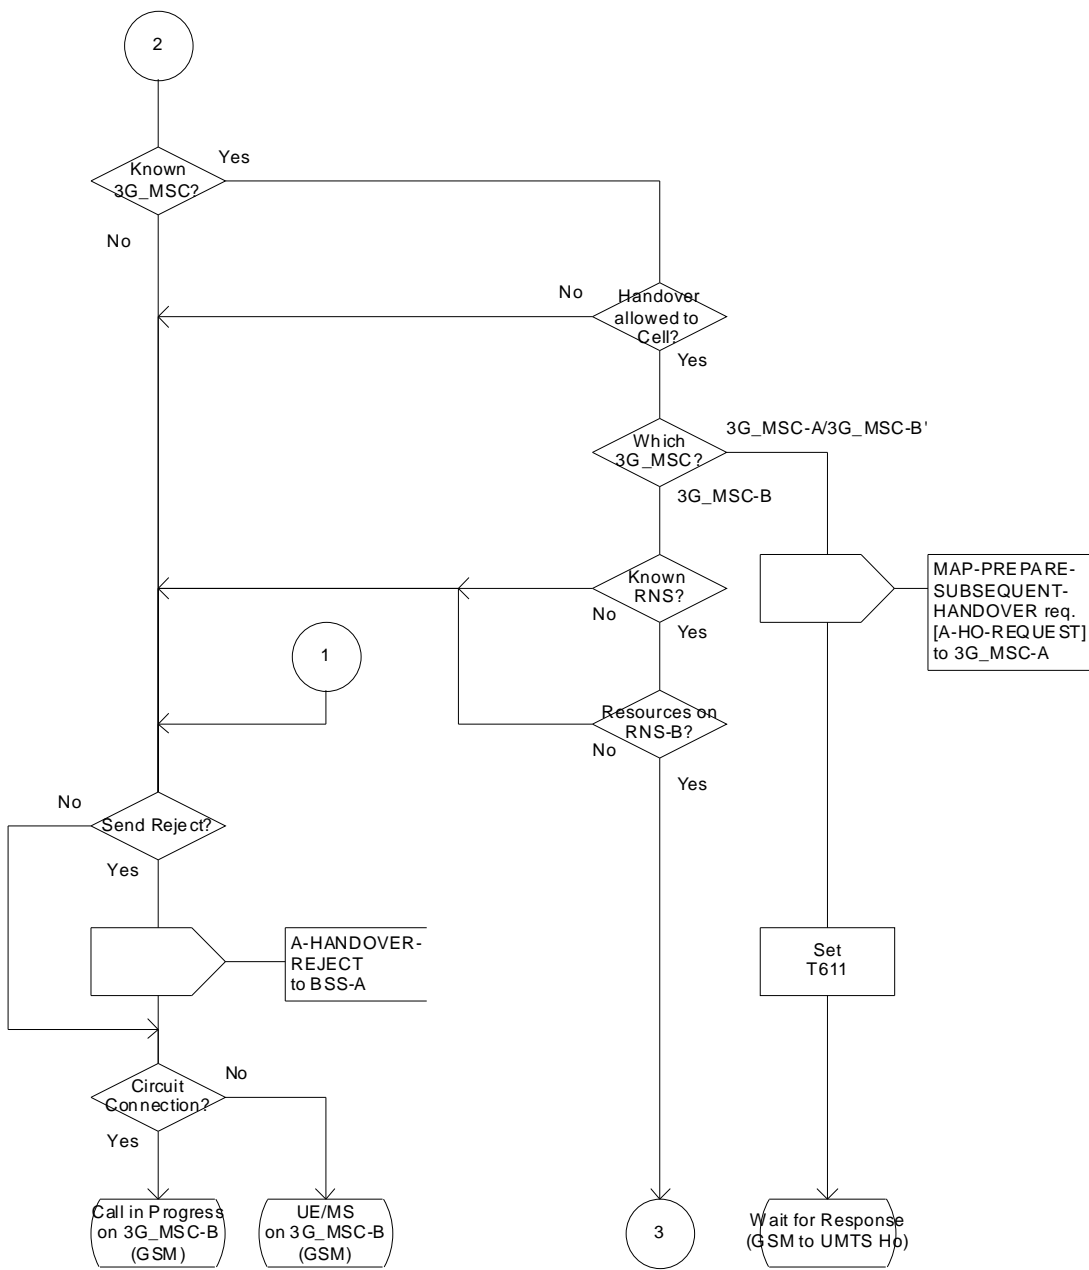 2
Known
3G_MSC?
Yes
No
No
Handover
allowed to
Cell?
Yes
3G_MSC-A/3G_MSC-B'
Which
3G_MSC?
3G_MSC-B
Known
RNS?
No
Yes
MAP-PREPARE-
SUBSEQUENT-
HANDOVER req.
[A-HO-REQUEST]
to 3G_MSC-A
1
Resources on
RNS-B?
No
Yes
No
Send Reject?
Yes
A-HANDOVER-
REJECT
to BSS-A
Set
T611
No
Circuit
Connection?
Yes
Call in Progress
on 3G_MSC-B
(GSM)
UE/MS
on 3G_MSC-B
(GSM)
3
Wait for Response
(GSM to UMTS Ho)